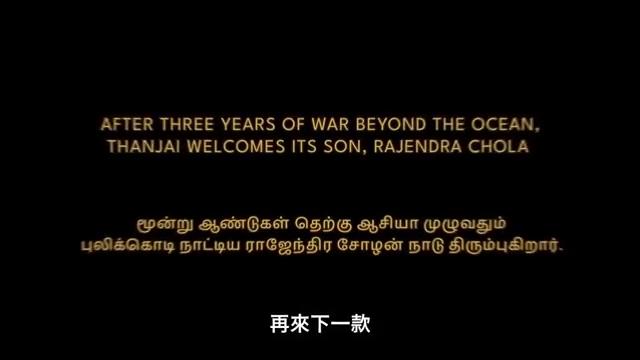 AFTER THREE YEARS OF WAR BEYOND THE OCEAN,
THANJAI WELCOMES ITS SON, RAJENDRA CHOLA
மூன்று ஆண்டுகள் தெற்கு ஆசியா முழுவதும்
புலிக்கொடி நாட்டிய ராஜேந்திர சோழன் நாடு திரும்புகிறார்.
再來下一款